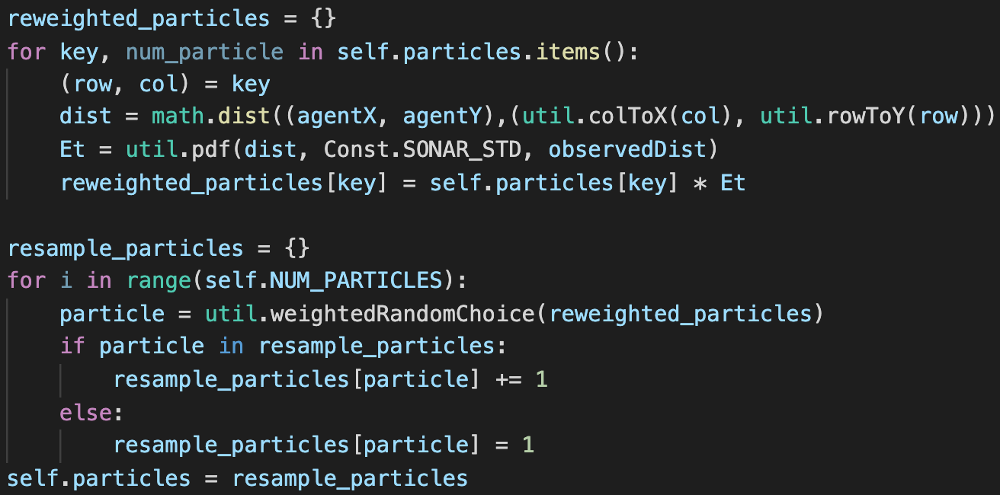 reweighted_particles = {}
for key, num_particle in self.particles.items():
    (row, col) = key
    dist = math.dist((agentX, agentY),(util.colToX(col), util.rowToY(row)))
    Et = util.pdf(dist, Const.SONAR_STD, observedDist)
    reweighted_particles[key] = self.particles[key] * Et

resample_particles = {}
for i in range(self.NUM_PARTICLES):
    particle = util.weightedRandomChoice(reweighted_particles)
    if particle in resample_particles:
        resample_particles[particle] += 1
    else:
        resample_particles[particle] = 1
self.particles = resample_particles